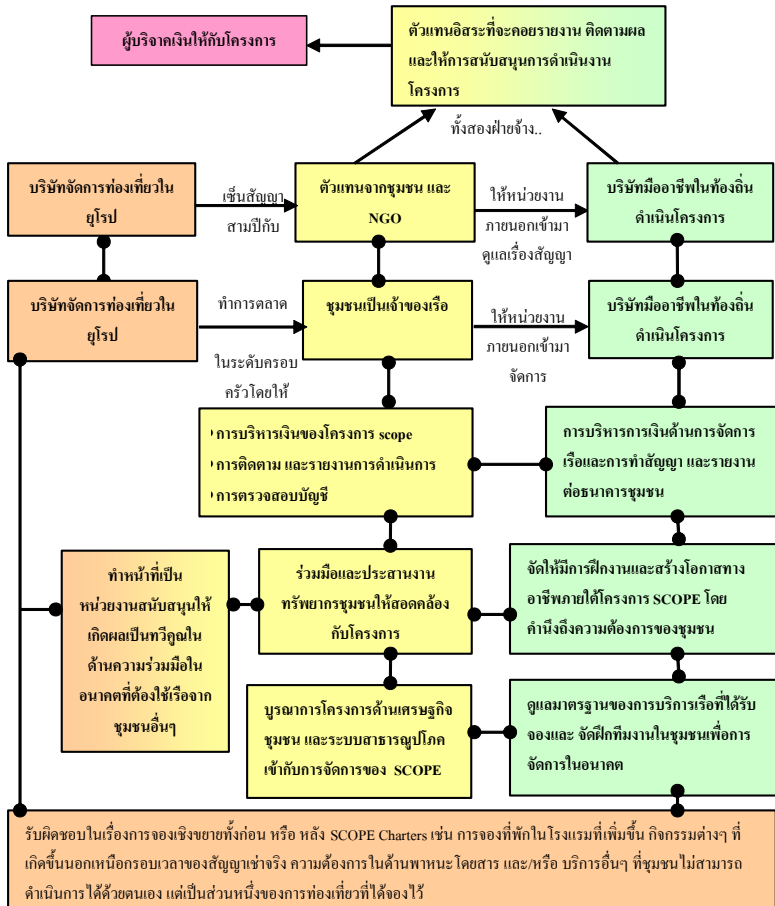 ผู้บริจาคเงินให้กับโครงการ
ตัวแทนอิสระที่จะคอยรายงาน ติดตามผล
และให้การสนับสนุนการดำเนินงาน
โครงการ
ทั้งสองฝ่ายจ้าง..
บริษัทจัดการท่องเที่ยวใน
ยุโรป
เซ็นสัญญา
สามปีกับ
ตัวแทนจากชุมชน และ
NGO
ให้หน่วยงาน
ภายนอกเข้ามา
ดูแลเรื่องสัญญา
บริษัทมืออาชีพในท้องถิ่น
ดำเนินโครงการ
บริษัทจัดการท่องเที่ยวใน
ยุโรป
ทำการตลาด
ในระดับครอบ
ครัวโดยให้
ชุมชนเป็นเจ้าของเรือ
ให้หน่วยงาน
ภายนอกเข้ามา
จัดการ
บริษัทมืออาชีพในท้องถิ่น
ดำเนินโครงการ
การบริหารเงินของโครงการ scope
การติดตาม และรายงานการดำเนินการ
การตรวจสอบบัญชี
การบริหารการเงินด้านการจัดการ
เรือและการทำสัญญา และรายงาน
ต่อธนาคารชุมชน
ทำหน้าที่เป็น
หน่วยงานสนับสนุนให้
เกิดผลเป็นทวีคูณใน
ด้านความร่วมมือใน
อนาคตที่ต้องใช้เรือจาก
ชุมชนอื่นๆ
ร่วมมือและประสานงาน
ทรัพยากรชุมชนให้สอดคล้อง
กับโครงการ
จัดให้มีการฝึกงานและสร้างโอกาสทาง
อาชีพภายใต้โครงการ SCOPE โดย
คำนึงถึงความต้องการของชุมชน
บูรณาการโครงการด้านเศรษฐกิจ
ชุมชน และระบบสาธารณูปโภค
เข้ากับการจัดการของ SCOPE
ดูแลมาตรฐานของการบริการเรือที่ได้รับ
จองและ จัดฝึกทีมงานในชุมชนเพื่อการ
จัดการในอนาคต
รับผิดชอบในเรื่องการจองเชิงขยายทั้งก่อน หรือ หลัง SCOPE Charters เช่น การจองที่พักในโรงแรมที่เพิ่มขึ้น กิจกรรมต่างๆ ที่
เกิดขึ้นนอกเหนือกรอบเวลาของสัญญาเช่าจริง ความต้องการในด้านพาหนะโดยสาร และ/หรือ บริการอื่นๆ ที่ชุมชนไม่สามารถ
ดำเนินการได้ด้วยตนเอง แต่เป็นส่วนหนึ่งของการท่องเที่ยวที่ได้จองไว้